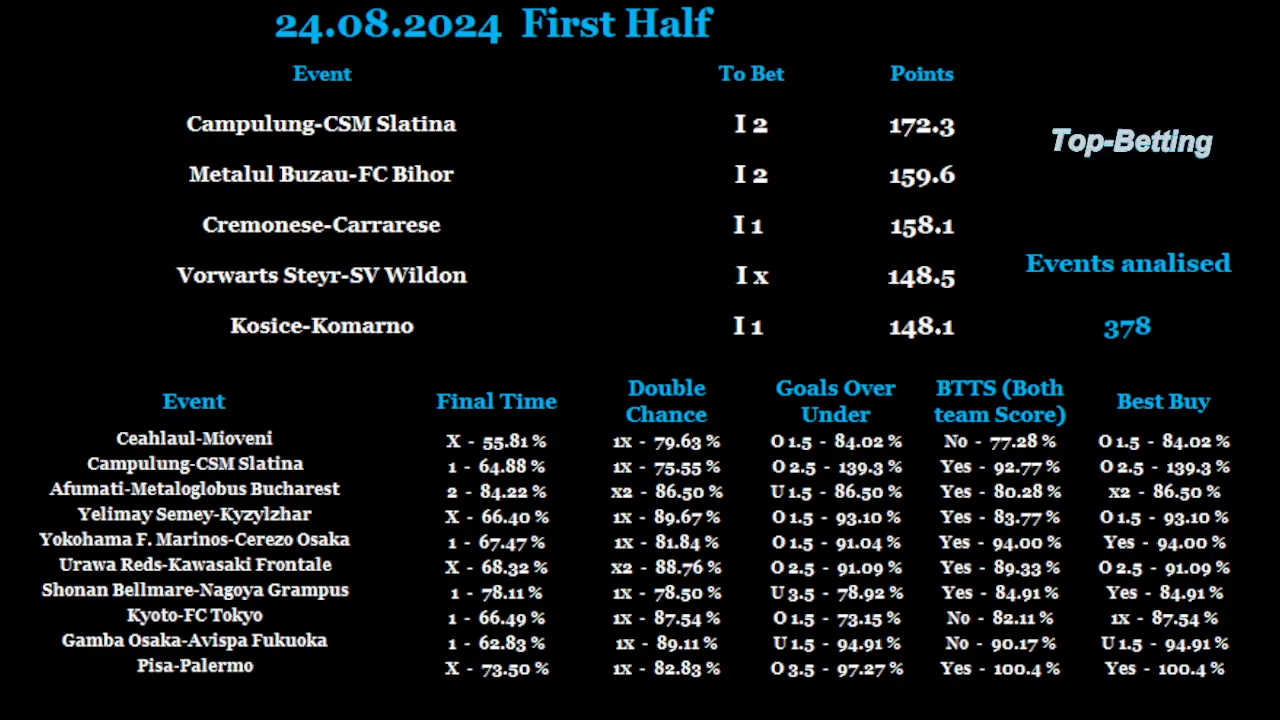 24.08.2024 First Half
Event To Bet Points
Campulung-CSM Slatina I 2 172.3
Top-Betting
Metalul Buzau-FC Bihor I 2 159.6
Cremonese-Carrarese I 1 158.1
Events analised
Vorwarts Steyr-SV Wildon I x 148.5
Kosice-Komarno I 1 148.1
378
Event Final Time Double Chance Goals Over Under BTTS (Both team Score) Best Buy
Ceahlaul-Mioveni X - 55.81 % 1x - 79.63 % O 1.5 - 84.02 % No - 77.28 % O 1.5 - 84.02 %
Campulung-CSM Slatina 1 - 64.88 % 1x - 75.55 % O 2.5 - 139.3 % Yes - 92.77 % O 2.5 - 139.3 %
Afumati-Metaloglobus Bucharest 2 - 84.22 % x2 - 86.50 % U 1.5 - 86.50 % Yes - 80.28 % x2 - 86.50 %
Yelimay Semey-Kyzylzhar X - 66.40 % 1x - 89.67 % O 1.5 - 93.10 % Yes - 83.77 % O 1.5 - 93.10 %
Yokohama F. Marinos-Cerezo Osaka 1 - 67.47 % 1x - 81.84 % O 1.5 - 91.04 % Yes - 94.00 % Yes - 94.00 %
Urawa Reds-Kawasaki Frontale X - 68.32 % x2 - 88.76 % O 2.5 - 91.09 % Yes - 89.33 % O 2.5 - 91.09 %
Shonan Bellmare-Nagoya Grampus 1 - 78.11 % 1x - 78.50 % U 3.5 - 78.92 % Yes - 84.91 % Yes - 84.91 %
Kyoto-FC Tokyo 1 - 66.49 % 1x - 87.54 % O 1.5 - 73.15 % No - 82.11 % 1x - 87.54 %
Gamba Osaka-Avispa Fukuoka 1 - 62.83 % 1x - 89.11 % U 1.5 - 94.91 % No - 90.17 % U 1.5 - 94.91 %
Pisa-Palermo X - 73.50 % 1x - 82.83 % O 3.5 - 97.27 % Yes - 100.4 % Yes - 100.4 %